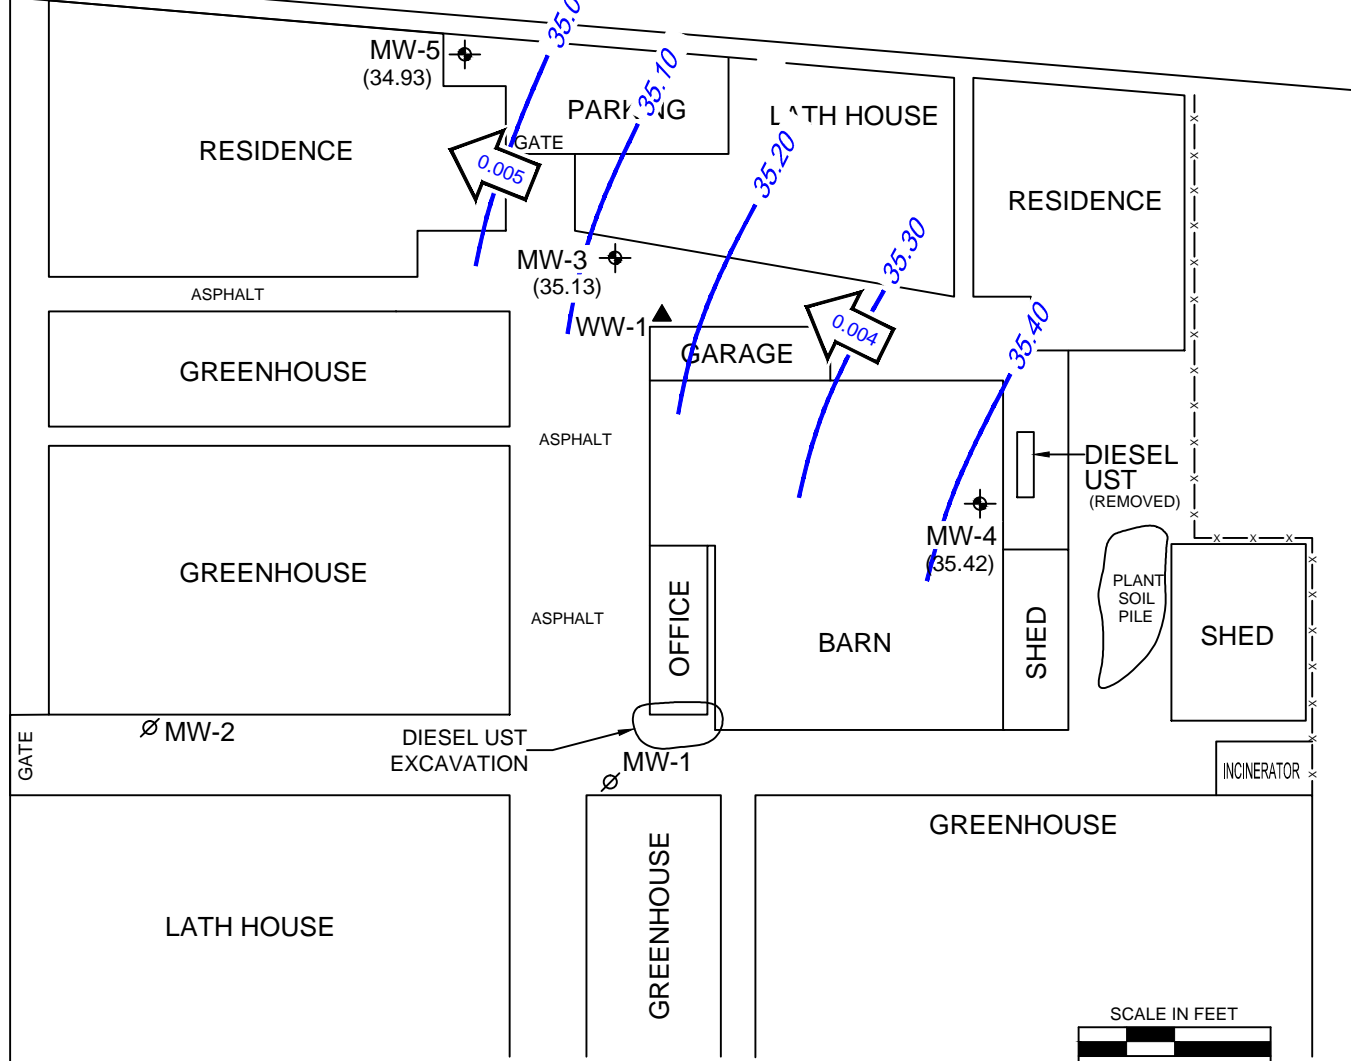 35.0
MW-5
(34.93)
35.10
PARKING
LATH HOUSE
GATE
RESIDENCE
0.005
35.20
RESIDENCE
35.30
MW-3
(35.13)
ASPHALT
WW-1
0.004
35.40
GARAGE
GREENHOUSE
ASPHALT
DIESEL
UST
(REMOVED)
MW-4
(35.42)
GREENHOUSE
PLANT
SOIL
PILE
ASPHALT
OFFICE
BARN
SHED
SHED
MW-2
DIESEL UST
EXCAVATION
GATE
MW-1
INCINERATOR
GREENHOUSE
LATH HOUSE
GREENHOUSE
SCALE IN FEET